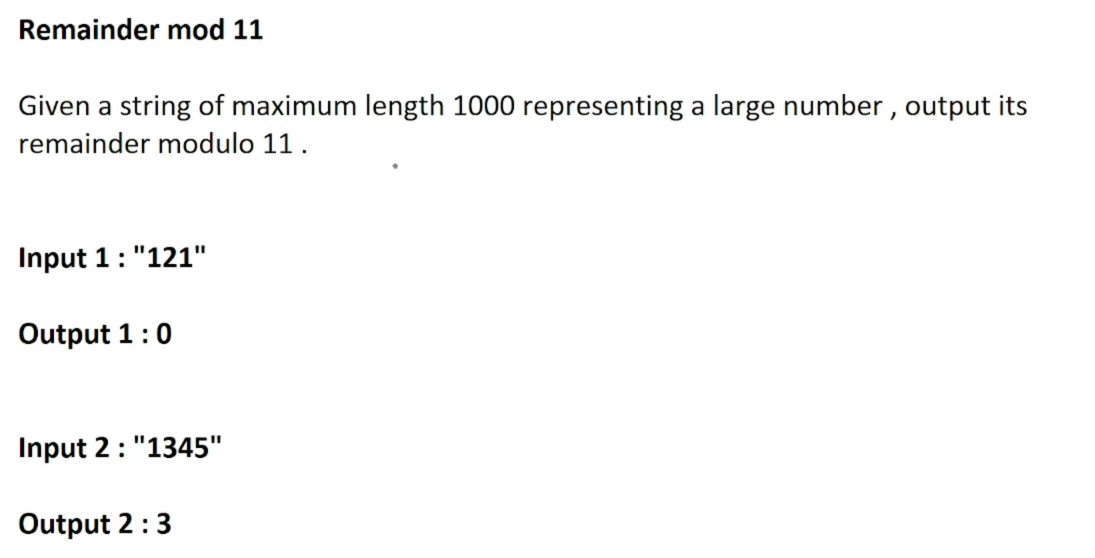 Remainder mod 11
Given a string of maximum length 1000 representing a large number , output its
remainder modulo 11 .
Input 1 : "121"
Output 1 : 0
Input 2 : "1345"
Output 2 : 3